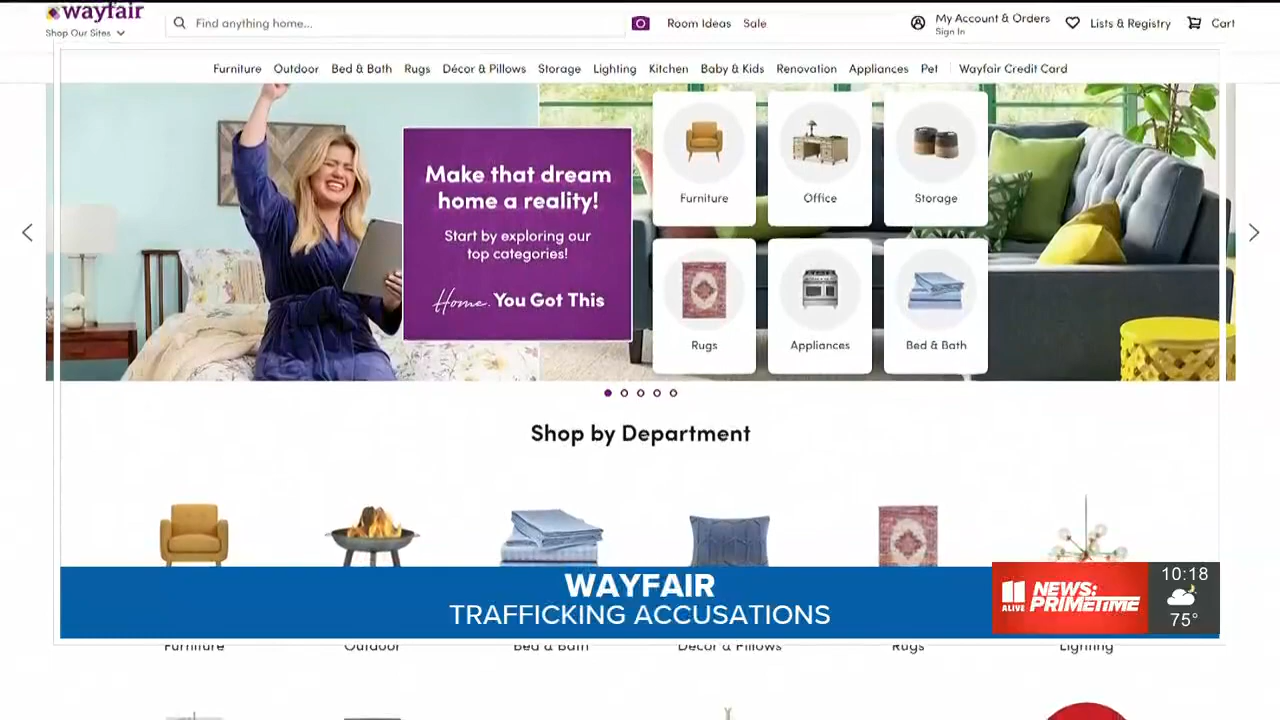 wayfair
Shop Our Sites
Find anything home...
Room Ideas
Sale
My Account & Orders
Sign In
Lists & Registry
Cart
Furniture
Outdoor
Bed & Bath
Rugs
Décor & Pillows
Storage
Lighting
Kitchen
Baby & Kids
Renovation
Appliances
Pet
Wayfair Credit Card
Make that dream
home a reality!
Start by exploring our
top categories!
Home. You Got This
Furniture
Office
Storage
Rugs
Appliances
Bed & Bath
Shop by Department
WAYFAIR
TRAFFICKING ACCUSATIONS
11
ALIVE
NEWS:
PRIMETIME
10:18
75°
Furniture
Outdoor
Bed & Bath
Décor & Pillows
Rugs
Lighting